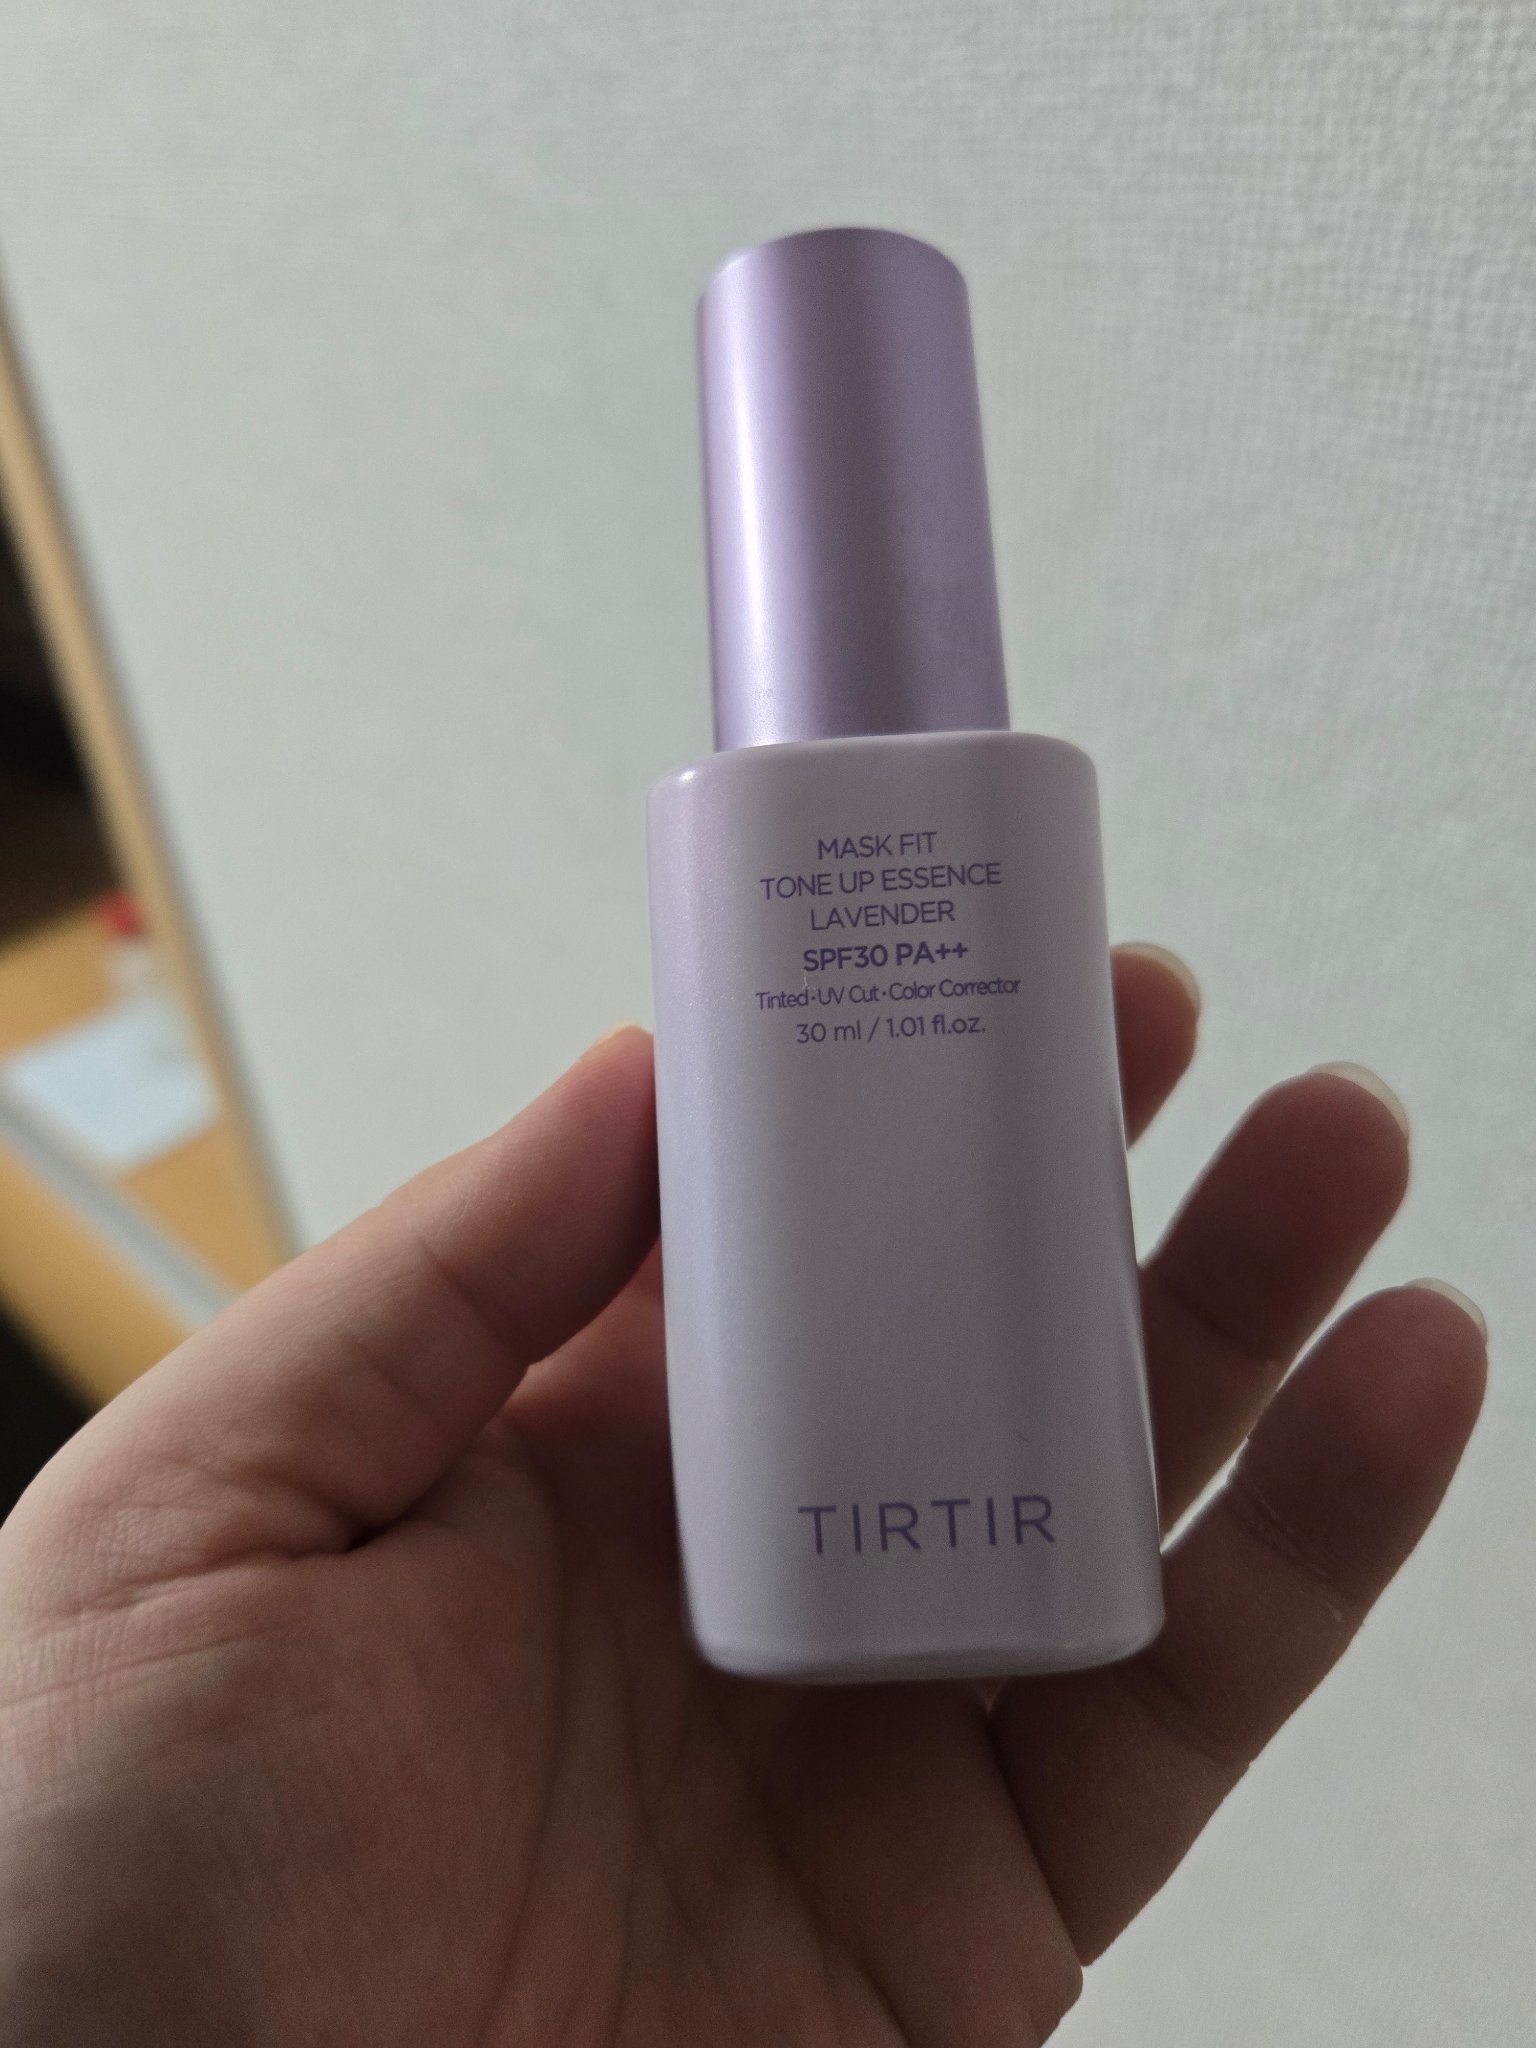 MASK FIT
TONE UP ESSENCE
LAVENDER
SPF30 PA++
Tinted·UV Cut·Color Corrector
30 ml / 1.01 fl.oz.
TIRTIR